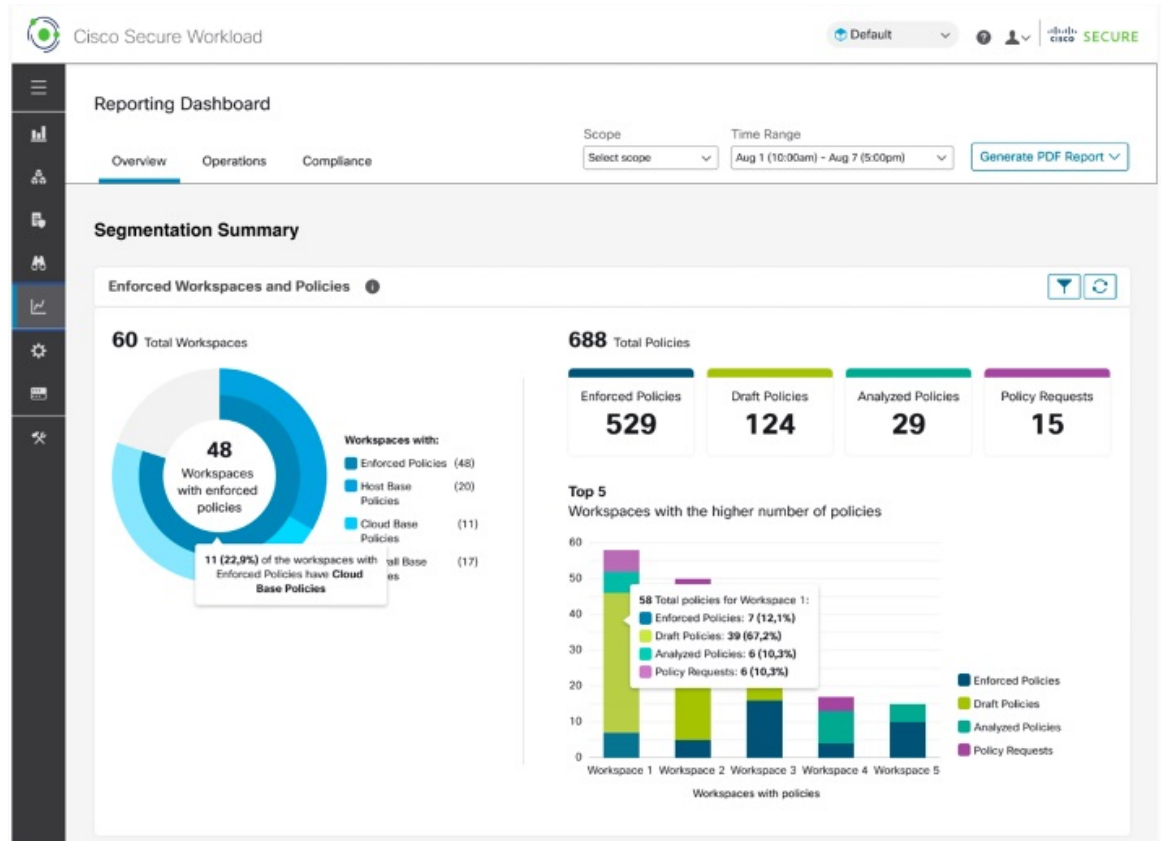 Cisco Secure Workload
Default
cisco SECURE
Reporting Dashboard
Overview Operations Compliance
Scope
Select scope
Time Range
Aug 1 (10:00am) - Aug 7 (5:00pm)
Generate PDF Report
Segmentation Summary
Enforced Workspaces and Policies
60 Total Workspaces
48
Workspaces
with enforced
policies
Workspaces with:
Enforced Policies (48)
Host Base
Policies
(20)
Cloud Base
Policies
(11)
all Base
es
(17)
11 (22,9%) of the workspaces with
Enforced Policies have Cloud
Base Policies
688 Total Policies
Enforced Policies
529
Draft Policies
124
Analyzed Policies
29
Policy Requests
15
Top 5
Workspaces with the higher number of policies
60
50
40
30
20
10
0
58 Total policies for Workspace 1:
Enforced Policies: 7 (12,1%)
Draft Policies: 39 (67,2%)
Analyzed Policies: 6 (10,3%)
Policy Requests: 6 (10,3%)
Workspace 1 Workspace 2 Workspace 3 Workspace 4 Workspace 5
Workspaces with policies
Enforced Policies
Draft Policies
Analyzed Policies
Policy Requests